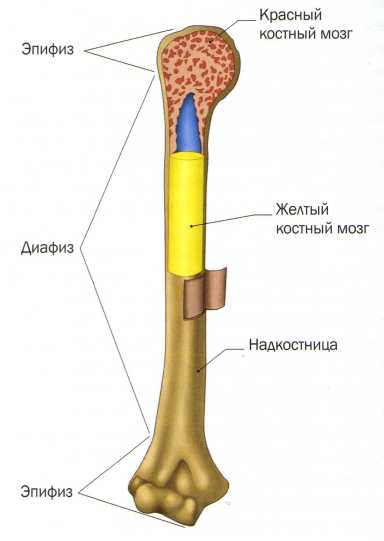 Красный
костный мозг
Эпифиз
Желтый
костный мозг
Диафиз
Надкостница
Эпифиз